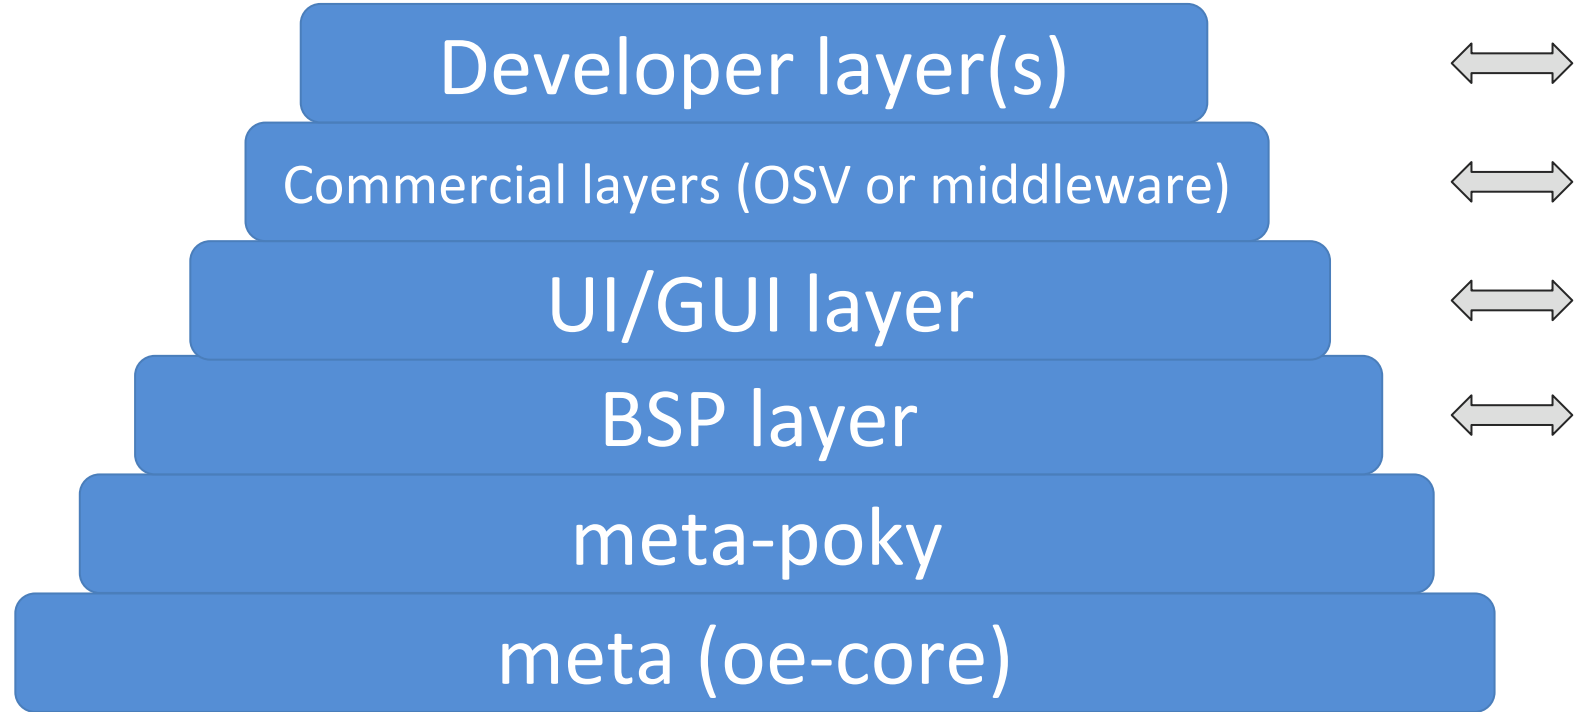 Developer layer(s)
Commercial layers (OSV or middleware)
UI/GUI layer
BSP layer
meta-poky
meta (oe-core)